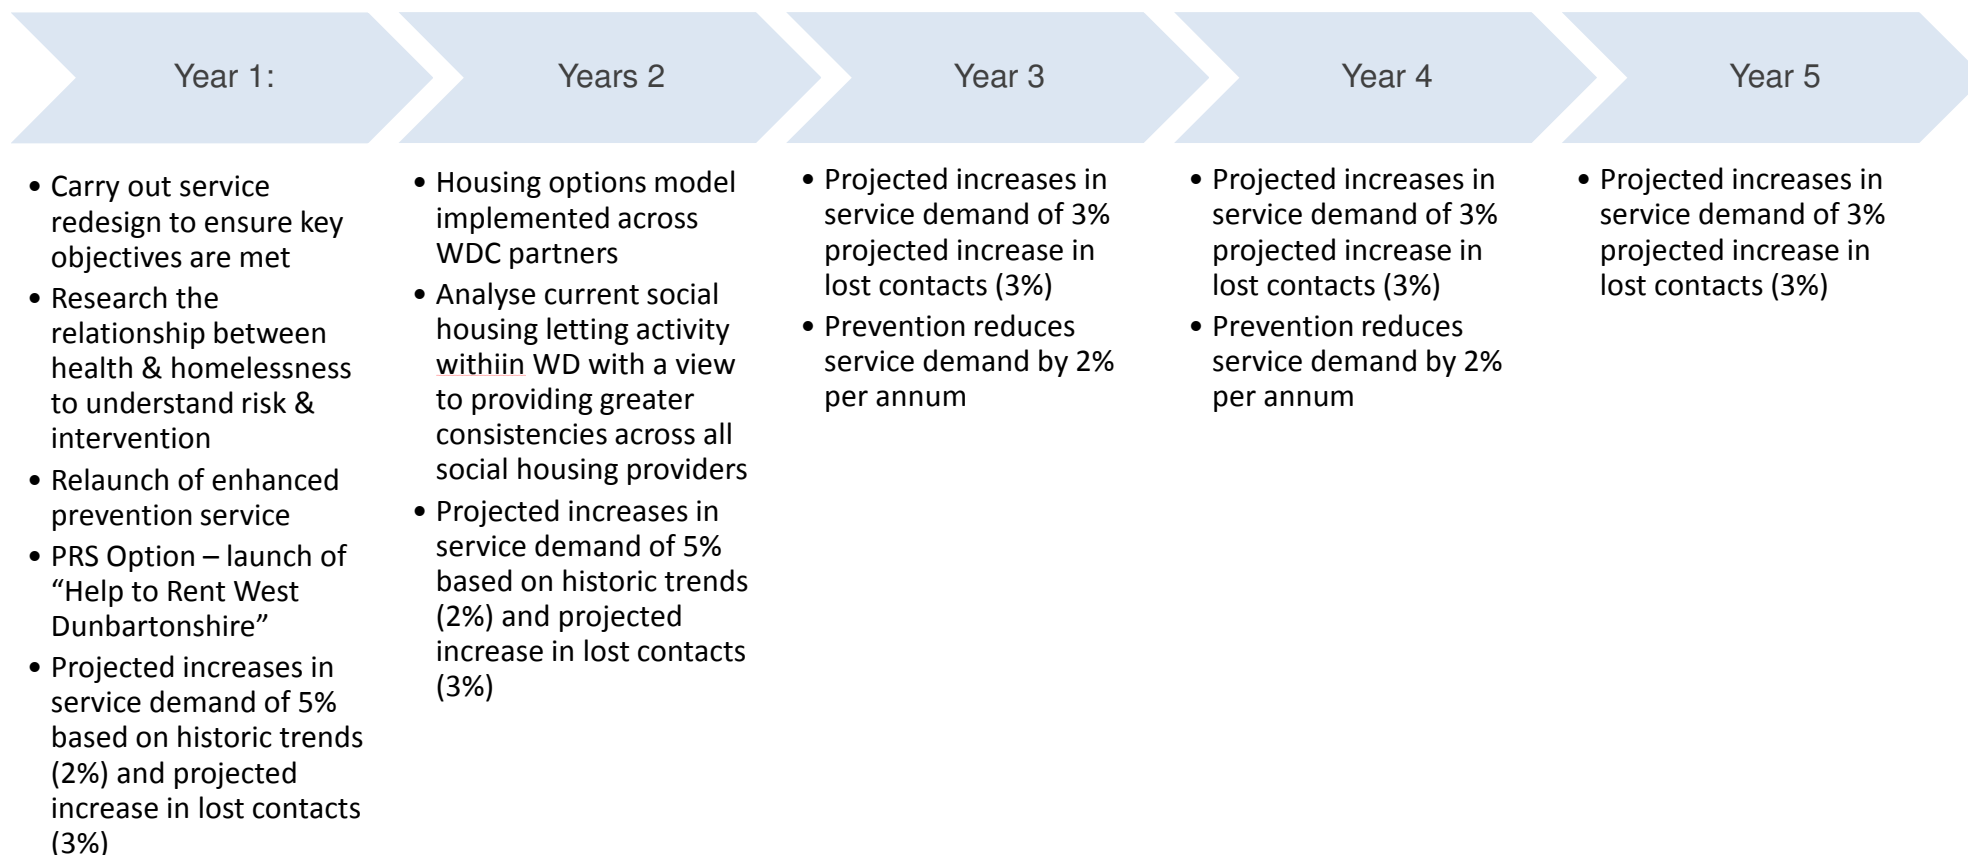 Year 1:
Years 2
Year 3
Year 4
Year 5
• Carry out service
redesign to ensure key
objectives are met
• Research the
relationship between
health & homelessness
to understand risk &
intervention
• Relaunch of enhanced
prevention service
• PRS Option – launch of
“Help to Rent West
Dunbartonshire”
• Projected increases in
service demand of 5%
based on historic trends
(2%) and projected
increase in lost contacts
(3%)
• Housing options model
implemented across
WDC partners
• Analyse current social
housing letting activity
withiin WD with a view
to providing greater
consistencies across all
social housing providers
• Projected increases in
service demand of 5%
based on historic trends
(2%) and projected
increase in lost contacts
(3%)
• Projected increases in
service demand of 3%
projected increase in
lost contacts (3%)
• Prevention reduces
service demand by 2%
per annum
• Projected increases in
service demand of 3%
projected increase in
lost contacts (3%)
• Prevention reduces
service demand by 2%
per annum
• Projected increases in
service demand of 3%
projected increase in
lost contacts (3%)